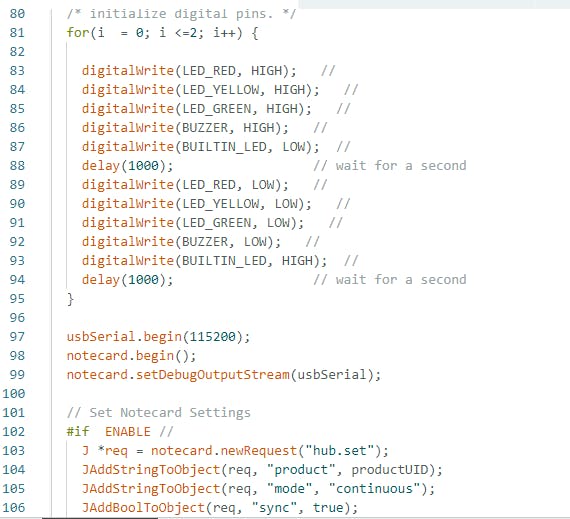 80 /* initialize digital pins. */
81 for(i  = 0; i <=2; i++) {
82
83 digitalWrite(LED_RED, HIGH);   //
84 digitalWrite(LED_YELLOW, HIGH);   //
85 digitalWrite(LED_GREEN, HIGH);   //
86 digitalWrite(BUZZER, HIGH);   //
87 digitalWrite(BUILTIN_LED, LOW);  //
88 delay(1000);                   // wait for a second
89 digitalWrite(LED_RED, LOW);   //
90 digitalWrite(LED_YELLOW, LOW);   //
91 digitalWrite(LED_GREEN, LOW);   //
92 digitalWrite(BUZZER, LOW);   //
93 digitalWrite(BUILTIN_LED, HIGH);  //
94 delay(1000);                   // wait for a second
95 }
96
97 usbSerial.begin(115200);
98 notecard.begin();
99 notecard.setDebugOutputStream(usbSerial);
100
101 // Set Notecard Settings
102 #if  ENABLE //
103 J *req = notecard.newRequest("hub.set");
104 JAddStringToObject(req, "product", productUID);
105 JAddStringToObject(req, "mode", "continuous");
106 JAddBoolToObject(req, "sync", true);